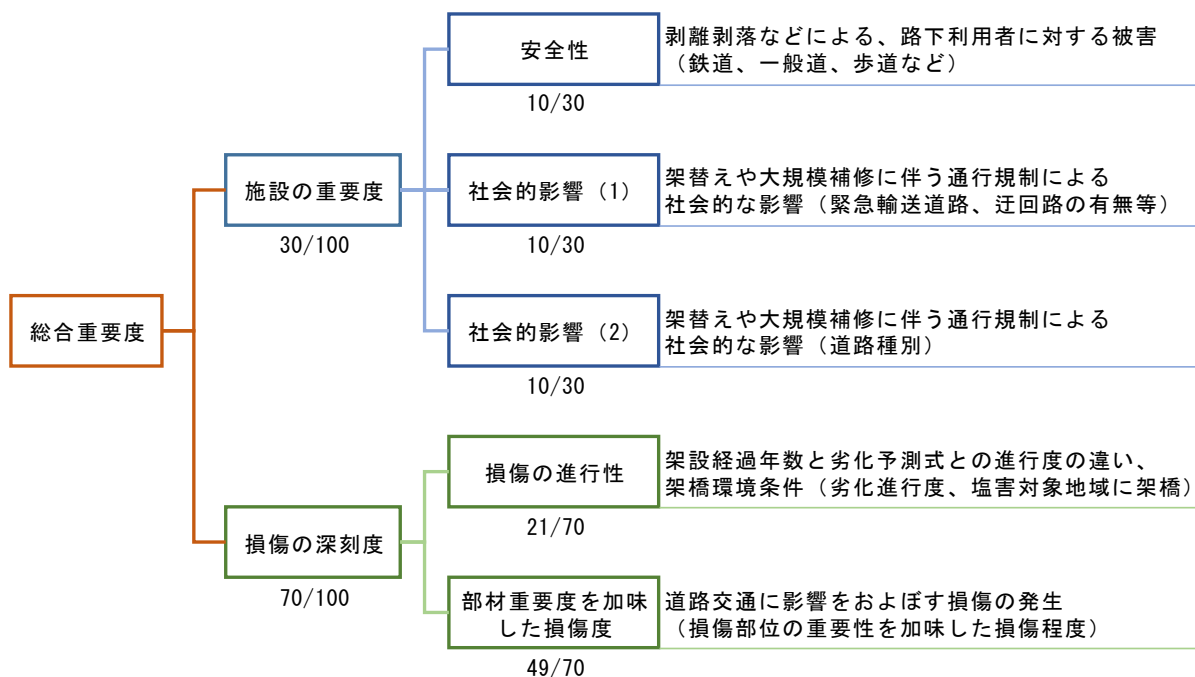 総合重要度
施設の重要度
30/100
安全性
10/30
剥離剥落などによる、路下利用者に対する被害
（鉄道、一般道、歩道など）
社会的影響（1）
10/30
架替えや大規模補修に伴う通行規制による
社会的な影響（緊急輸送道路、迂回路の有無等）
社会的影響（2）
10/30
架替えや大規模補修に伴う通行規制による
社会的な影響（道路種別）
損傷の深刻度
70/100
損傷の進行性
21/70
架設経過年数と劣化予測式との進行度の違い、
架橋環境条件（劣化進行度、塩害対象地域に架橋）
部材重要度を加味
した損傷度
49/70
道路交通に影響をおよぼす損傷の発生
（損傷部位の重要性を加味した損傷程度）